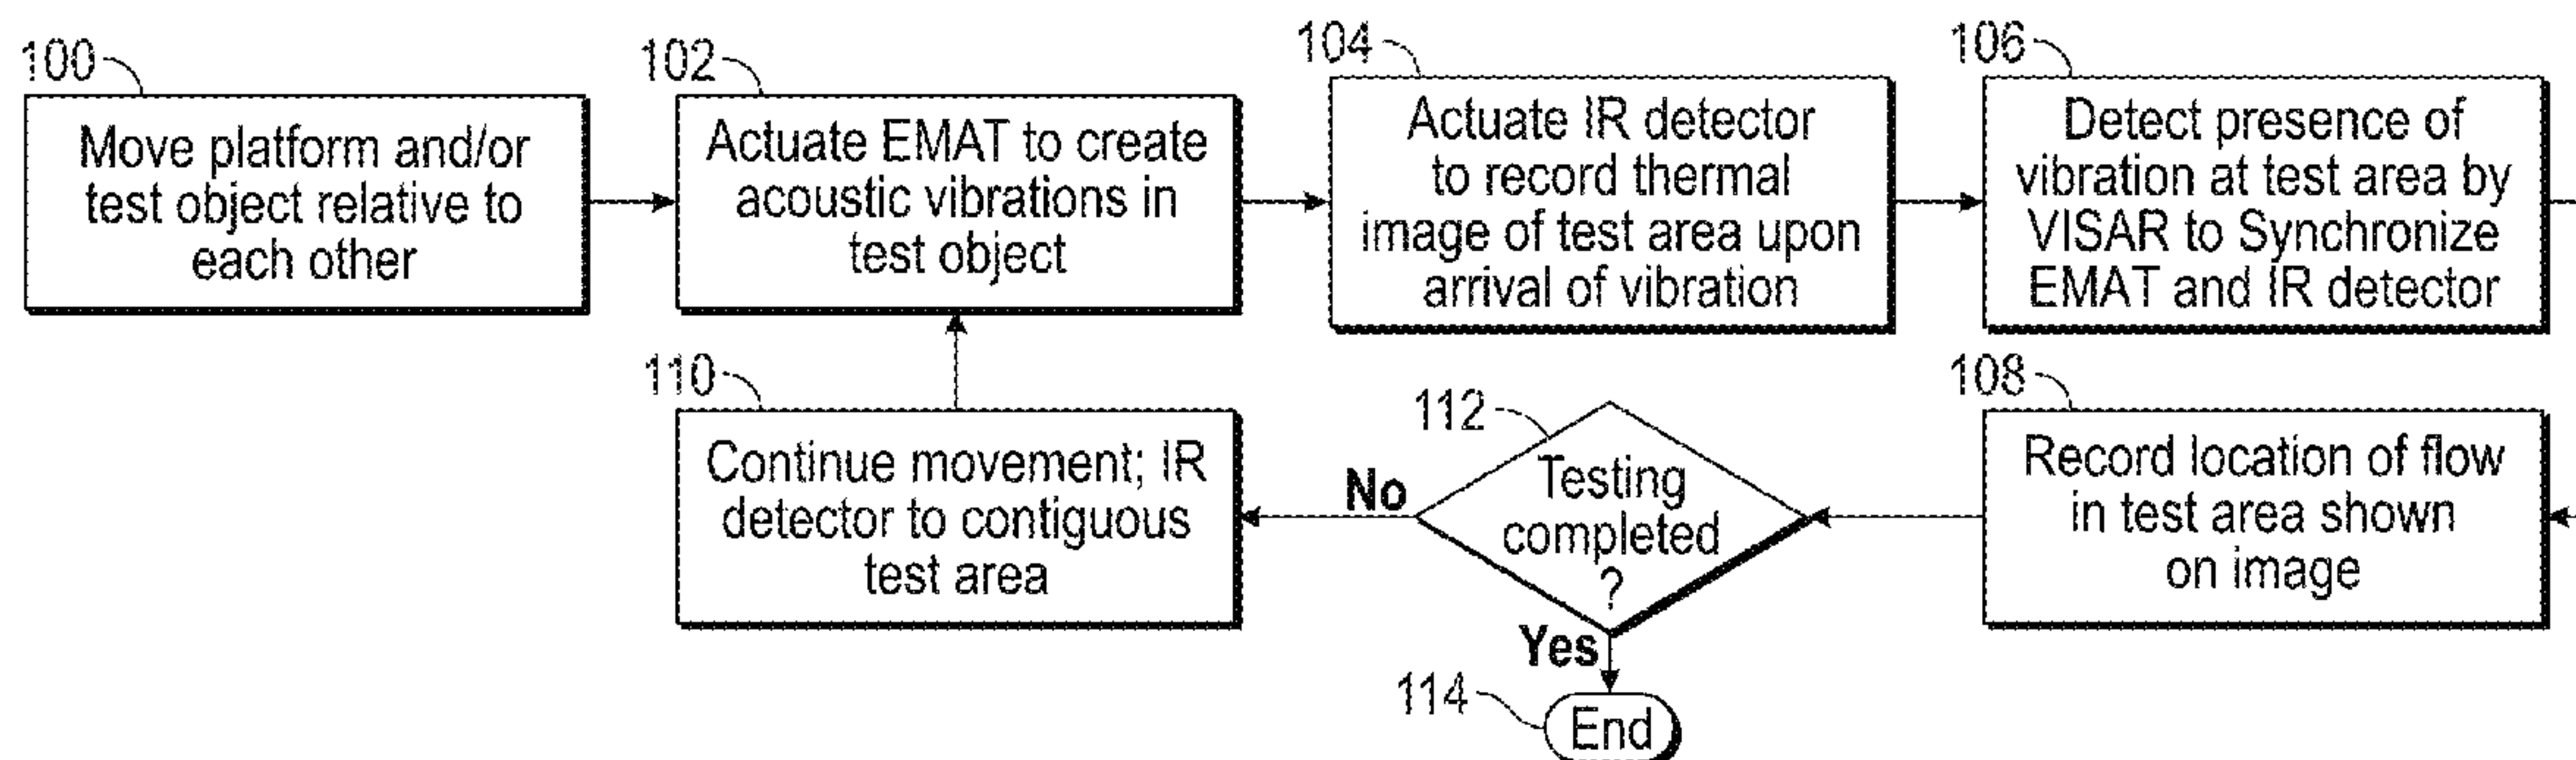 100
Move platform and/or
test object relative to
each other
102
Actuate EMAT to create
acoustic vibrations in
test object
104
Actuate IR detector
to record thermal
image of test area upon
arrival of vibration
106
Detect presence of
vibration at test area by
VISAR to Synchronize
EMAT and IR detector
108
Record location of flow
in test area shown
on image
112
Testing
completed
?
No
Yes
110
Continue movement; IR
detector to contiguous
test area
114
End